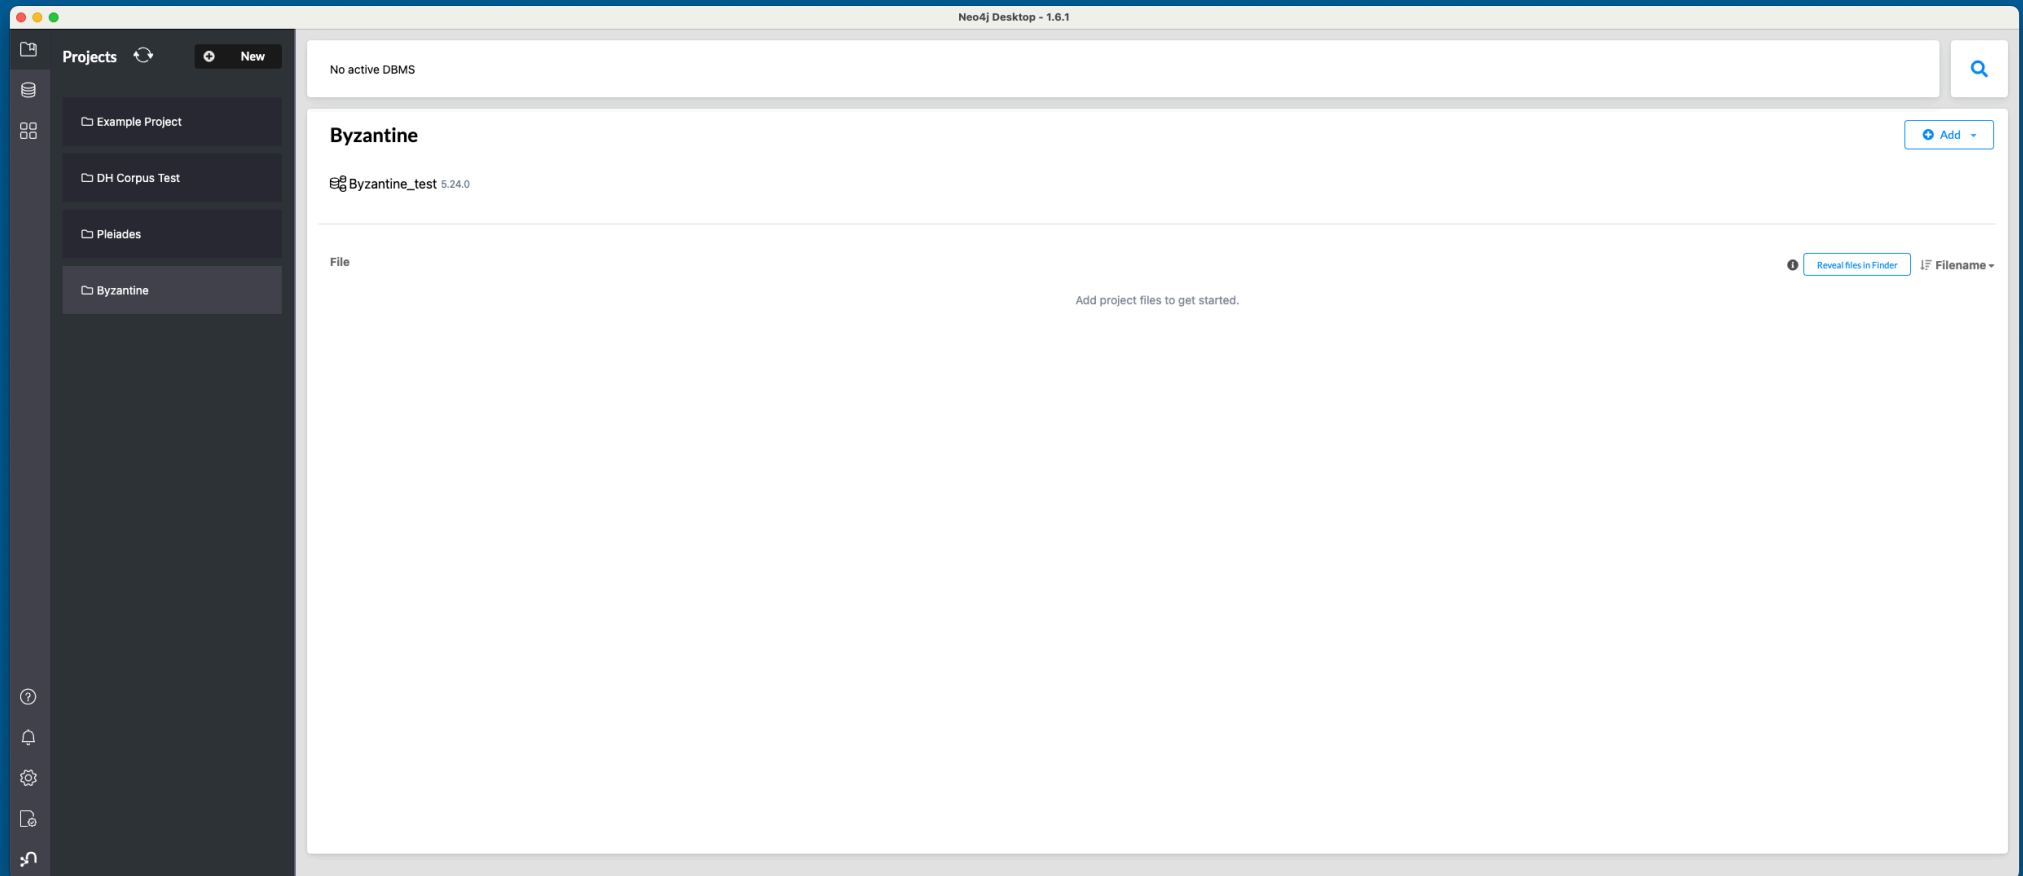 Neo4j Desktop - 1.6.1
Projects
New
Example Project
DH Corpus Test
Pleiades
Byzantine
No active DBMS
Byzantine
Add
Byzantine_test 5.24.0
File
Reveal files in Finder
Filename
Add project files to get started.